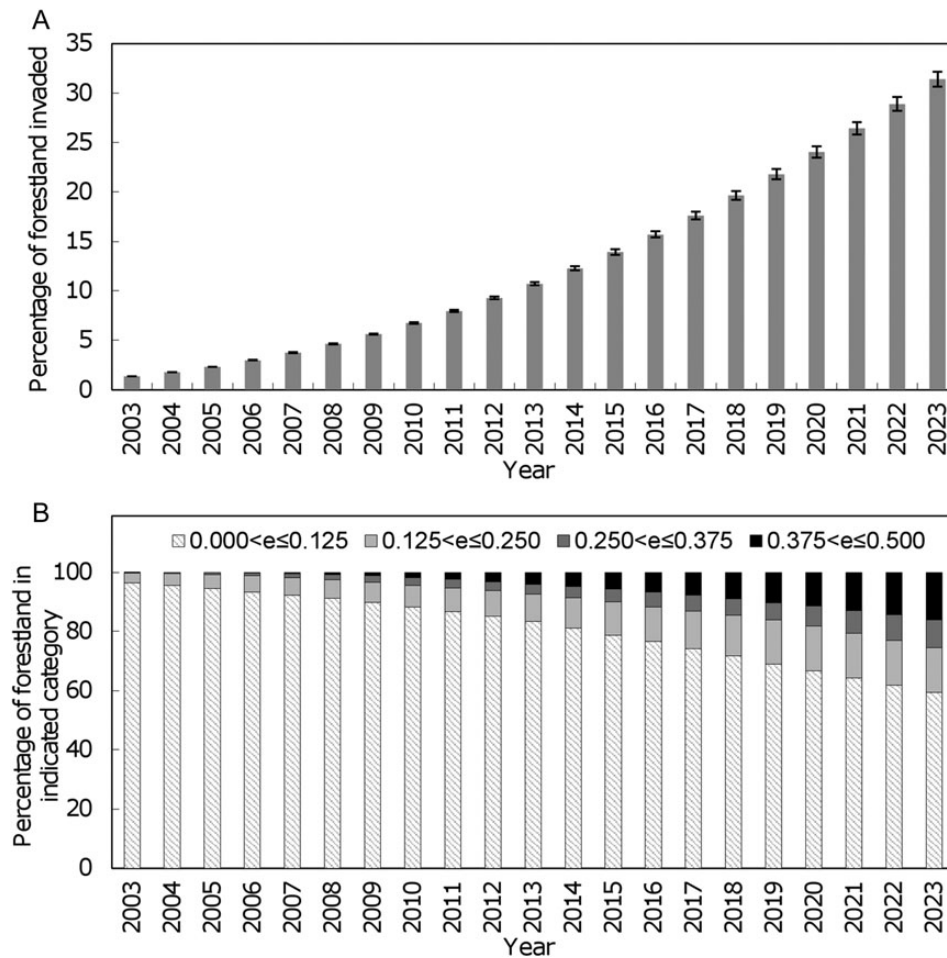 A
Percentage of forestland invaded
35
30
25
20
15
10
5
0
2003 2004 2005 2006 2007 2008 2009 2010 2011 2012 2013 2014 2015 2016 2017 2018 2019 2020 2021 2022 2023
Year
B
Percentage of forestland in
indicated category
0.000<e≤0.125 0.125<e≤0.250 0.250<e≤0.375 0.375<e≤0.500
100
80
60
40
20
0
2003 2004 2005 2006 2007 2008 2009 2010 2011 2012 2013 2014 2015 2016 2017 2018 2019 2020 2021 2022 2023
Year